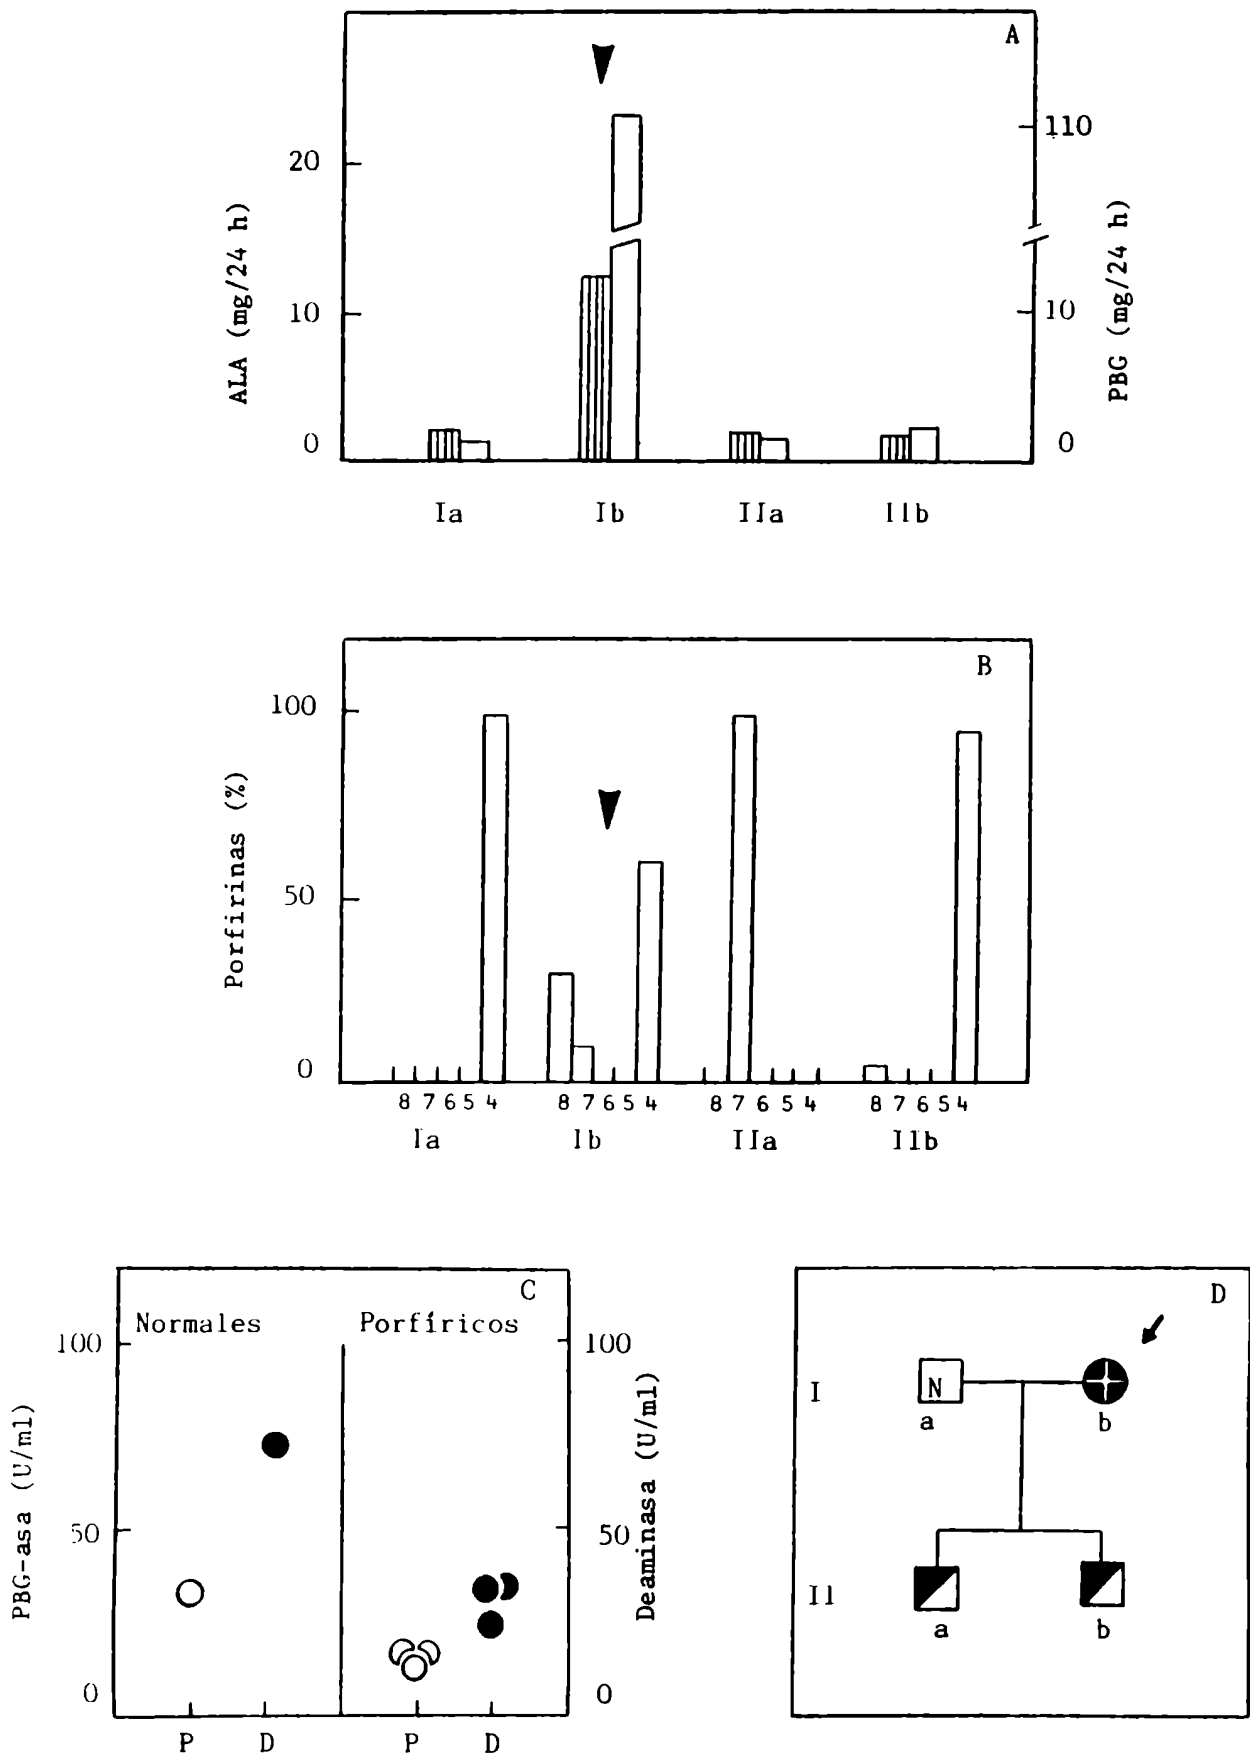 A
20
10
0
ALA (mg/24 h)
110
10
0
PBG (mg/24 h)
Ia Ib IIa IIb
B
100
50
0
Porfirinas (%)
8 7 6 5 4 8 7 6 5 4 8 7 6 5 4 8 7 6 5 4
Ia Ib IIa IIb
C
Normales Porfíricos
100
50
0
PBG-asa (U/ml)
100
50
0
Deaminasa (U/ml)
P D P D
D
I
N
a b
II
a b